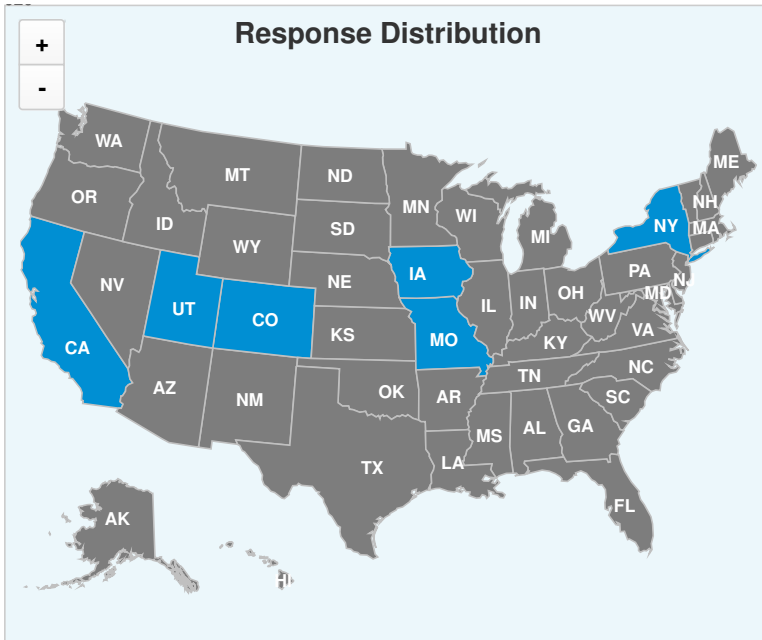 Response Distribution
+
-
WA
MT
ND
ME
OR
ID
SD
MN
WI
NH
NY
MA
WY
MI
NV
UT
NE
IA
PA
NJ
CO
IL
IN
OH
MD
CA
KS
MO
WV
VA
KY
AZ
NM
OK
AR
TN
NC
SC
MS
AL
GA
TX
LA
FL
AK
HI